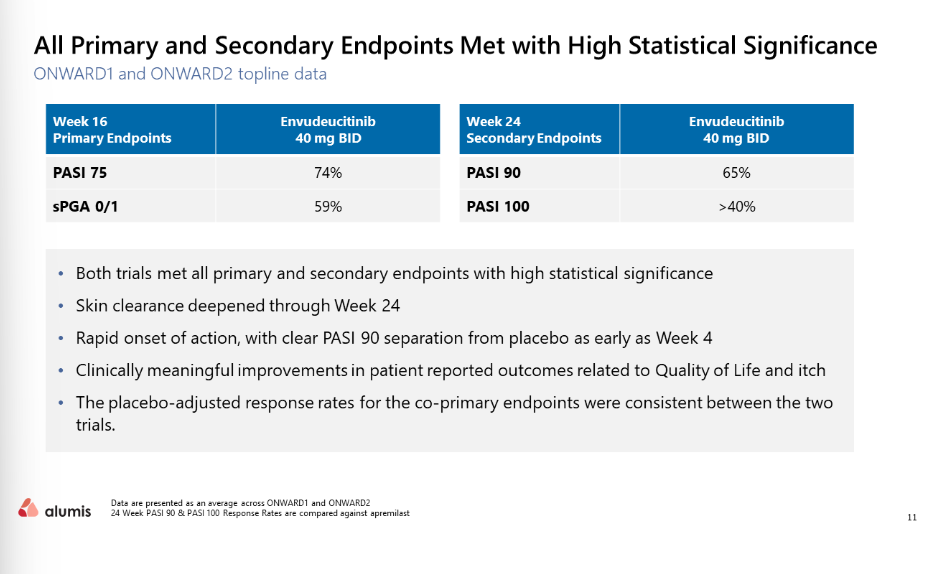 All Primary and Secondary Endpoints Met with High Statistical Significance
ONWARD1 and ONWARD2 topline data
Week 16
Primary Endpoints
Envudeucitinib
40 mg BID
PASI 75
74%
sPGA 0/1
59%
Week 24
Secondary Endpoints
Envudeucitinib
40 mg BID
PASI 90
65%
PASI 100
>40%
• Both trials met all primary and secondary endpoints with high statistical significance
• Skin clearance deepened through Week 24
• Rapid onset of action, with clear PASI 90 separation from placebo as early as Week 4
• Clinically meaningful improvements in patient reported outcomes related to Quality of Life and itch
• The placebo-adjusted response rates for the co-primary endpoints were consistent between the two
trials.
alumis
Data are presented as an average across ONWARD1 and ONWARD2
24 Week PASI 90 & PASI 100 Response Rates are compared against apremilast
11